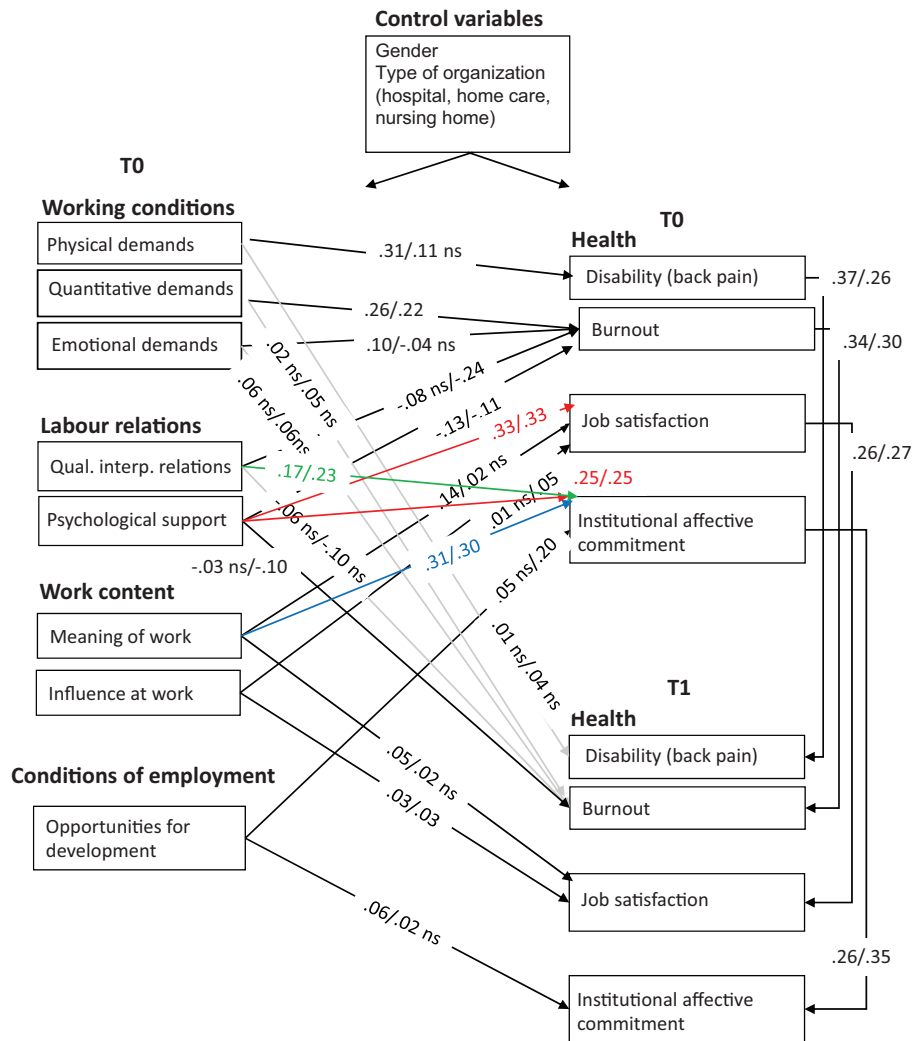 Control variables
Gender
Type of organization
(hospital, home care,
nursing home)
T0
Working conditions
Physical demands
Quantitative demands
Emotional demands
Labour relations
Qual. interp. relations
Psychological support
Work content
Meaning of work
Influence at work
Conditions of employment
Opportunities for
development
.31/.11 ns
.26/.22
.10/-.04 ns
.02 ns/.05 ns
.06 ns/.06ns
-.08 ns/-.24
-.13/-.11
.33/.33
.17/.23
.14/.02 ns
.25/.25
.01 ns/.05
-.06 ns/-.10 ns
.31/.30
-.03 ns/-.10
.05 ns/.20
.01 ns/.04 ns
.05/.02 ns
.03/.03
.06/.02 ns
T0
Health
Disability (back pain)
Burnout
Job satisfaction
Institutional affective
commitment
.37/.26
.34/.30
.26/.27
T1
Health
Disability (back pain)
Burnout
Job satisfaction
.26/.35
Institutional affective
commitment